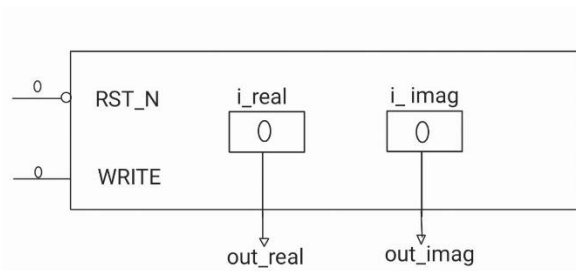 0
RST_N
i_real
i_ imag
0
0
0
WRITE
out_real
out_imag